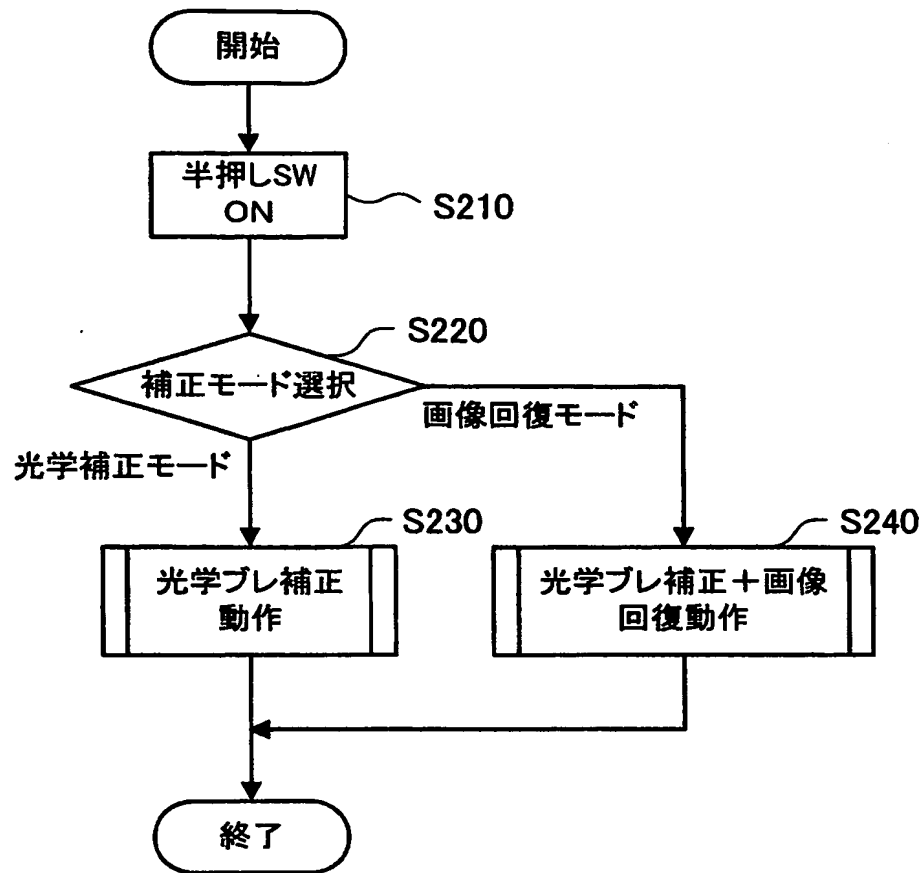 開始
半押しSW
ON
S210
S220
補正モード選択
画像回復モード
光学補正モード
S230
光学ブレ補正
動作
S240
光学ブレ補正+画像
回復動作
終了